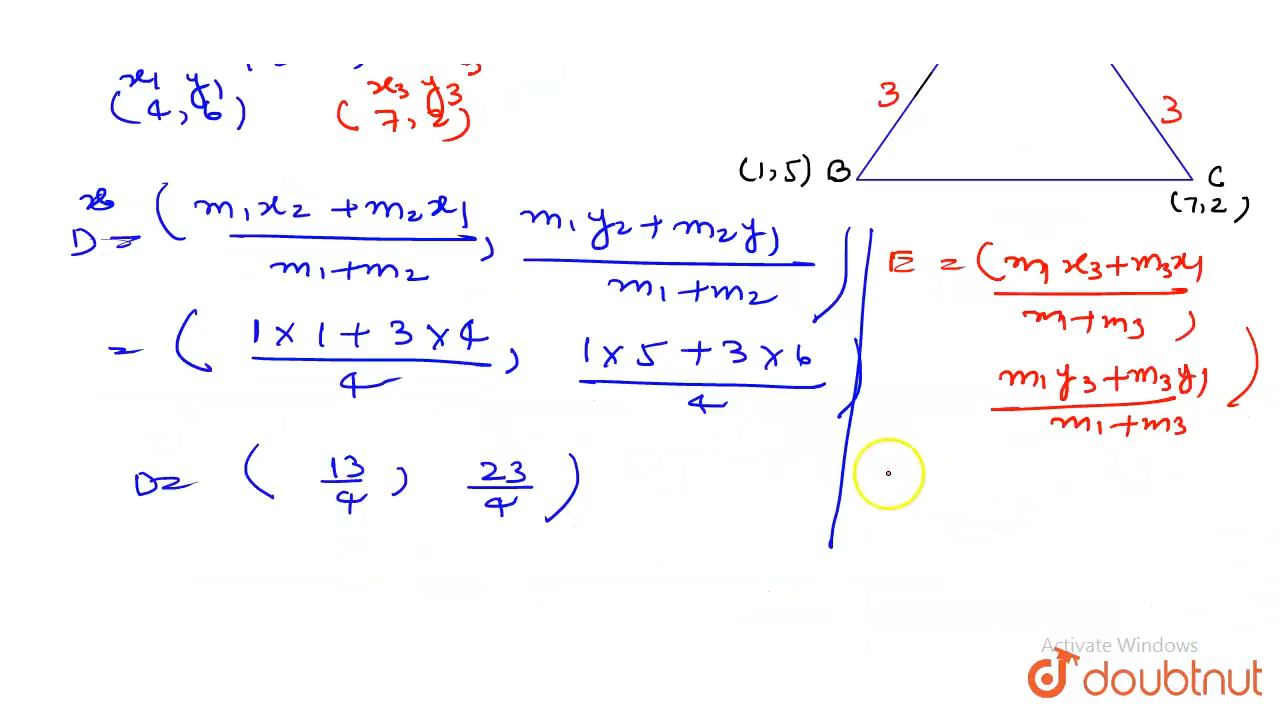 x1 y1 x3 y3
(4, 6) (7, 2)
3 3
(1, 5) B C
(7, 2)
D = (m1x2 + m2x1 / m1 + m2, m1y2 + m2y1 / m1 + m2)
= (1 × 1 + 3 × 4 / 4, 1 × 5 + 3 × 6 / 4)
D = (13/4, 23/4)
E = (m1x3 + m3x1 / m1 + m3,
m1y3 + m3y1 / m1 + m3)
Activate Windows
doubtnut